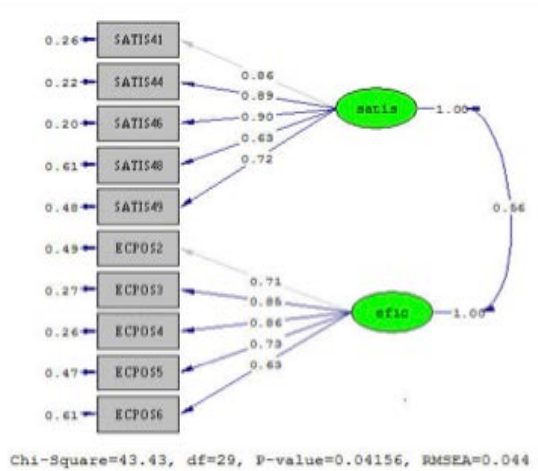 0.26 SATIS41
0.86
0.22 SATIS44
0.89
0.20 SATIS46
0.90
satis 1.00
0.61 SATIS48
0.63
0.72
0.48 SATIS49
0.56
0.49 ECPOS2
0.71
0.27 ECPOS3
0.85
0.26 ECPOS4
0.86
efic 1.00
0.73
0.47 ECPOS5
0.63
0.61 ECPOS6
Chi-Square=43.43, df=29, P-value=0.04156, RMSEA=0.044